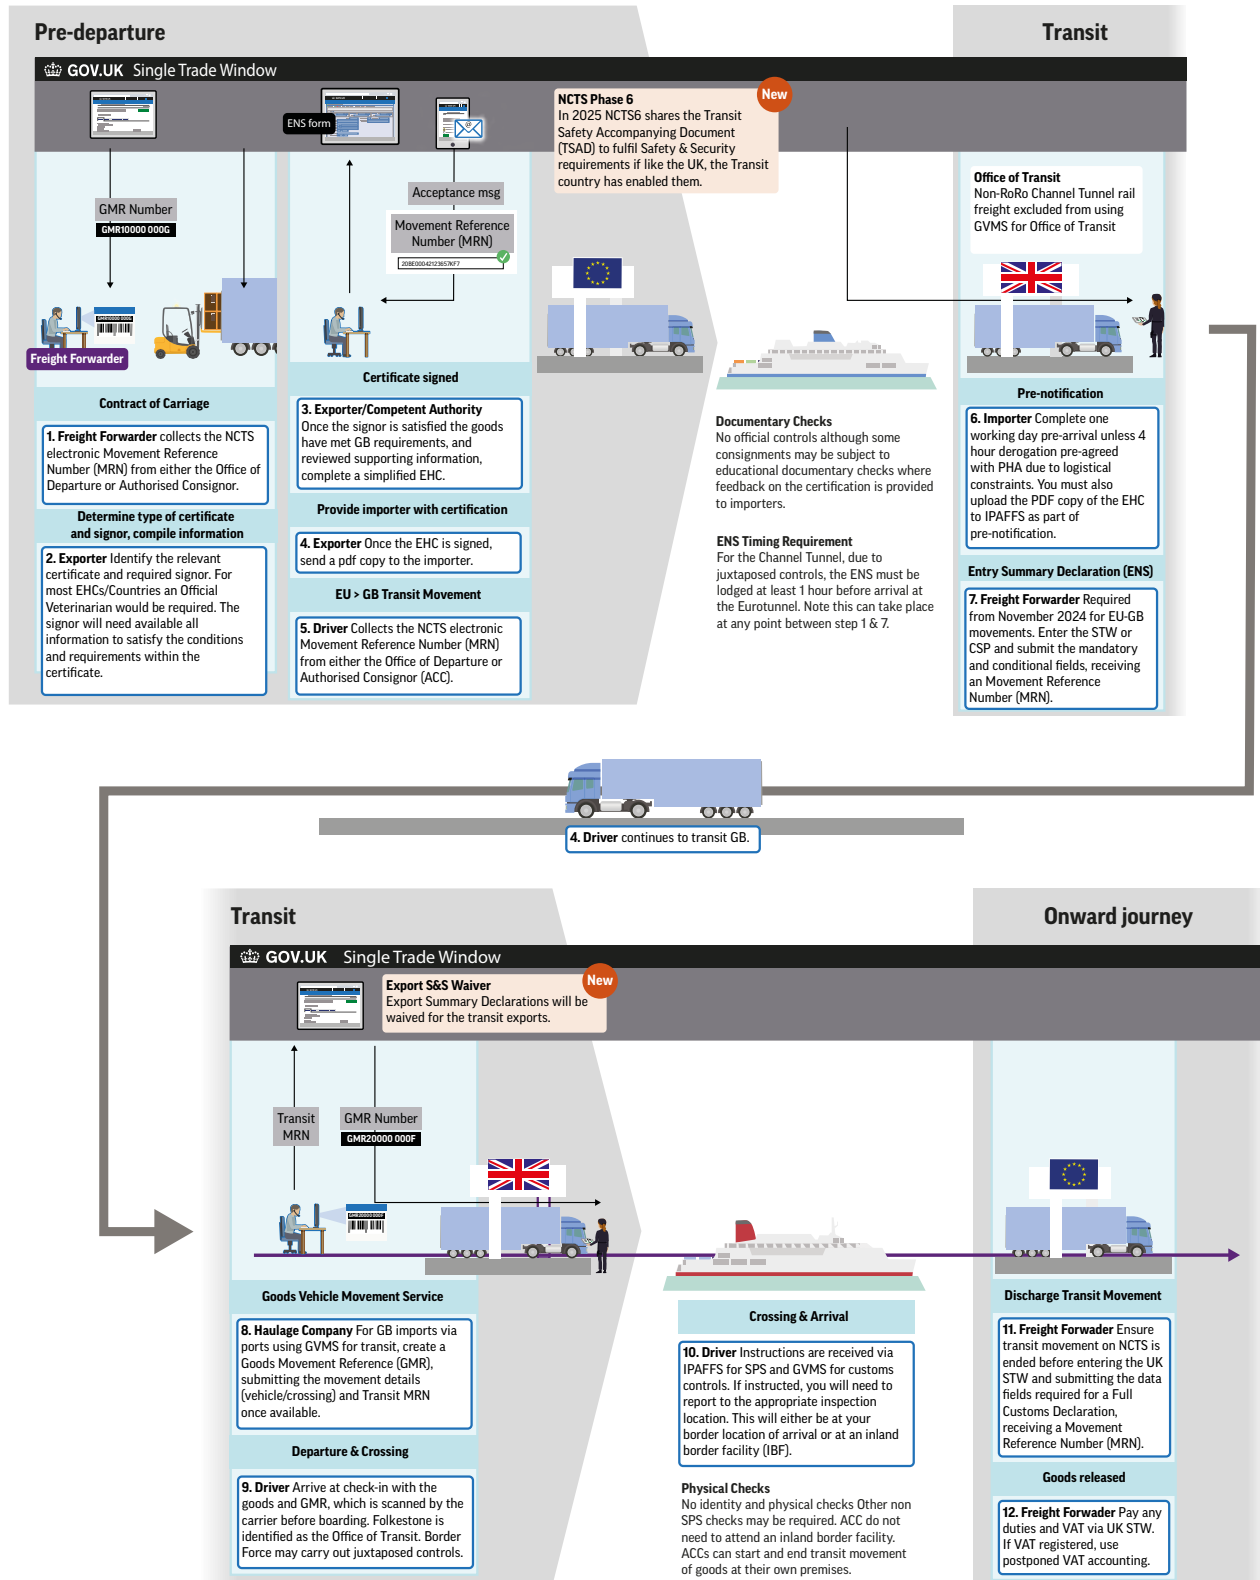 Pre-departure
Transit
GOV.UK Single Trade Window
ENS form
NCTS Phase 6
In 2025 NCTS6 shares the Transit
Safety Accompanying Document
(TSAD) to fulfil Safety & Security
requirements if like the UK, the Transit
country has enabled them.
New
GMR Number
GMR10000 000G
Acceptance msg
Movement Reference
Number (MRN)
20BE00042123657KF7
Office of Transit
Non-RoRo Channel Tunnel rail
freight excluded from using
GVMS for Office of Transit
GMR10000 000G
Freight Forwarder
Contract of Carriage
1. Freight Forwarder collects the NCTS
electronic Movement Reference
Number (MRN) from either the Office of
Departure or Authorised Consignor.
Determine type of certificate
and signor, compile information
2. Exporter Identify the relevant
certificate and required signor. For
most EHCs/Countries an Official
Veterinarian would be required. The
signor will need available all
information to satisfy the conditions
and requirements within the
certificate.
Certificate signed
3. Exporter/Competent Authority
Once the signor is satisfied the goods
have met GB requirements, and
reviewed supporting information,
complete a simplified EHC.
Provide importer with certification
4. Exporter Once the EHC is signed,
send a pdf copy to the importer.
EU > GB Transit Movement
5. Driver Collects the NCTS electronic
Movement Reference Number (MRN)
from either the Office of Departure or
Authorised Consignor (ACC).
Documentary Checks
No official controls although some
consignments may be subject to
educational documentary checks where
feedback on the certification is provided
to importers.
ENS Timing Requirement
For the Channel Tunnel, due to
juxtaposed controls, the ENS must be
lodged at least 1 hour before arrival at
the Eurotunnel. Note this can take place
at any point between step 1 & 7.
Pre-notification
6. Importer Complete one
working day pre-arrival unless 4
hour derogation pre-agreed
with PHA due to logistical
constraints. You must also
upload the PDF copy of the EHC
to IPAFFS as part of
pre-notification.
Entry Summary Declaration (ENS)
7. Freight Forwarder Required
from November 2024 for EU-GB
movements. Enter the STW or
CSP and submit the mandatory
and conditional fields, receiving
an Movement Reference
Number (MRN).
4. Driver continues to transit GB.
Transit
Onward journey
GOV.UK Single Trade Window
Export S&S Waiver
Export Summary Declarations will be
waived for the transit exports.
New
Transit
MRN
GMR Number
GMR20000 000F
GMR20000 000F
Goods Vehicle Movement Service
8. Haulage Company For GB imports via
ports using GVMS for transit, create a
Goods Movement Reference (GMR),
submitting the movement details
(vehicle/crossing) and Transit MRN
once available.
Departure & Crossing
9. Driver Arrive at check-in with the
goods and GMR, which is scanned by the
carrier before boarding. Folkestone is
identified as the Office of Transit. Border
Force may carry out juxtaposed controls.
Crossing & Arrival
10. Driver Instructions are received via
IPAFFS for SPS and GVMS for customs
controls. If instructed, you will need to
report to the appropriate inspection
location. This will either be at your
border location of arrival or at an inland
border facility (IBF).
Physical Checks
No identity and physical checks Other non
SPS checks may be required. ACC do not
need to attend an inland border facility.
ACCs can start and end transit movement
of goods at their own premises.
Discharge Transit Movement
11. Freight Forwader Ensure
transit movement on NCTS is
ended before entering the UK
STW and submitting the data
fields required for a Full
Customs Declaration,
receiving a Movement
Reference Number (MRN).
Goods released
12. Freight Forwader Pay any
duties and VAT via UK STW.
If VAT registered, use
postponed VAT accounting.